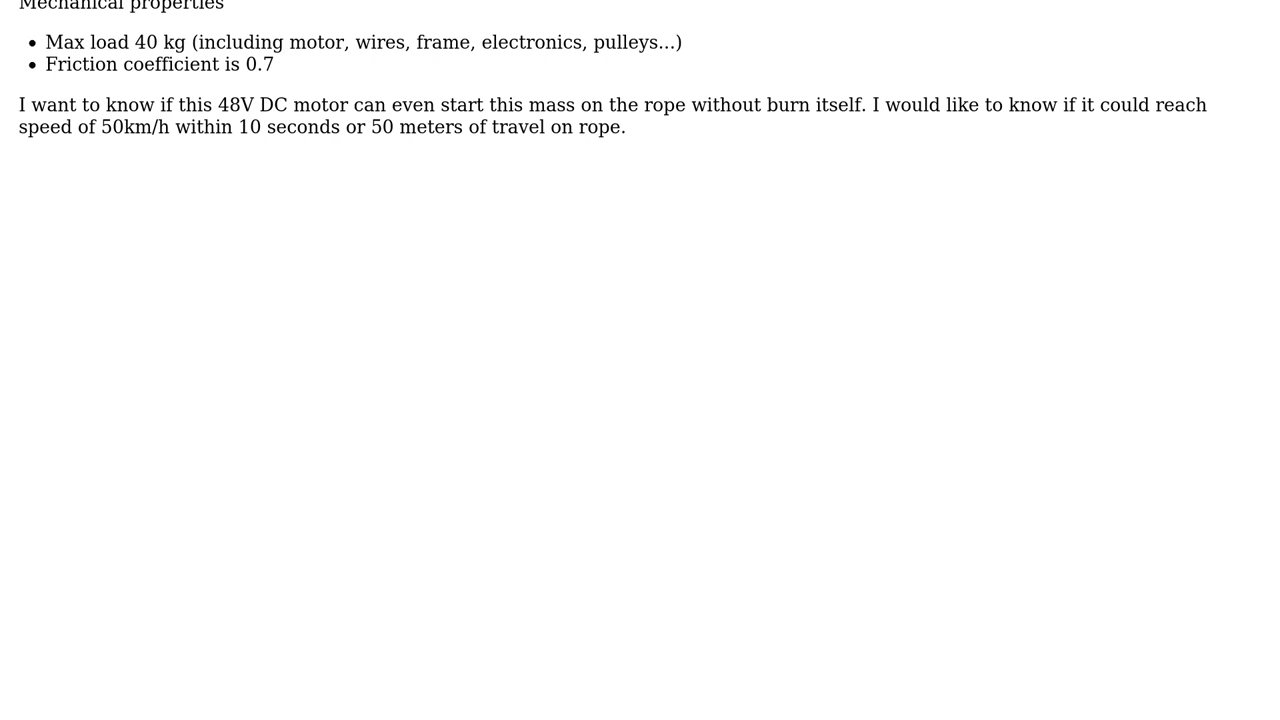 Mechanical properties
• Max load 40 kg (including motor, wires, frame, electronics, pulleys...)
• Friction coefficient is 0.7
I want to know if this 48V DC motor can even start this mass on the rope without burn itself. I would like to know if it could reach
speed of 50km/h within 10 seconds or 50 meters of travel on rope.